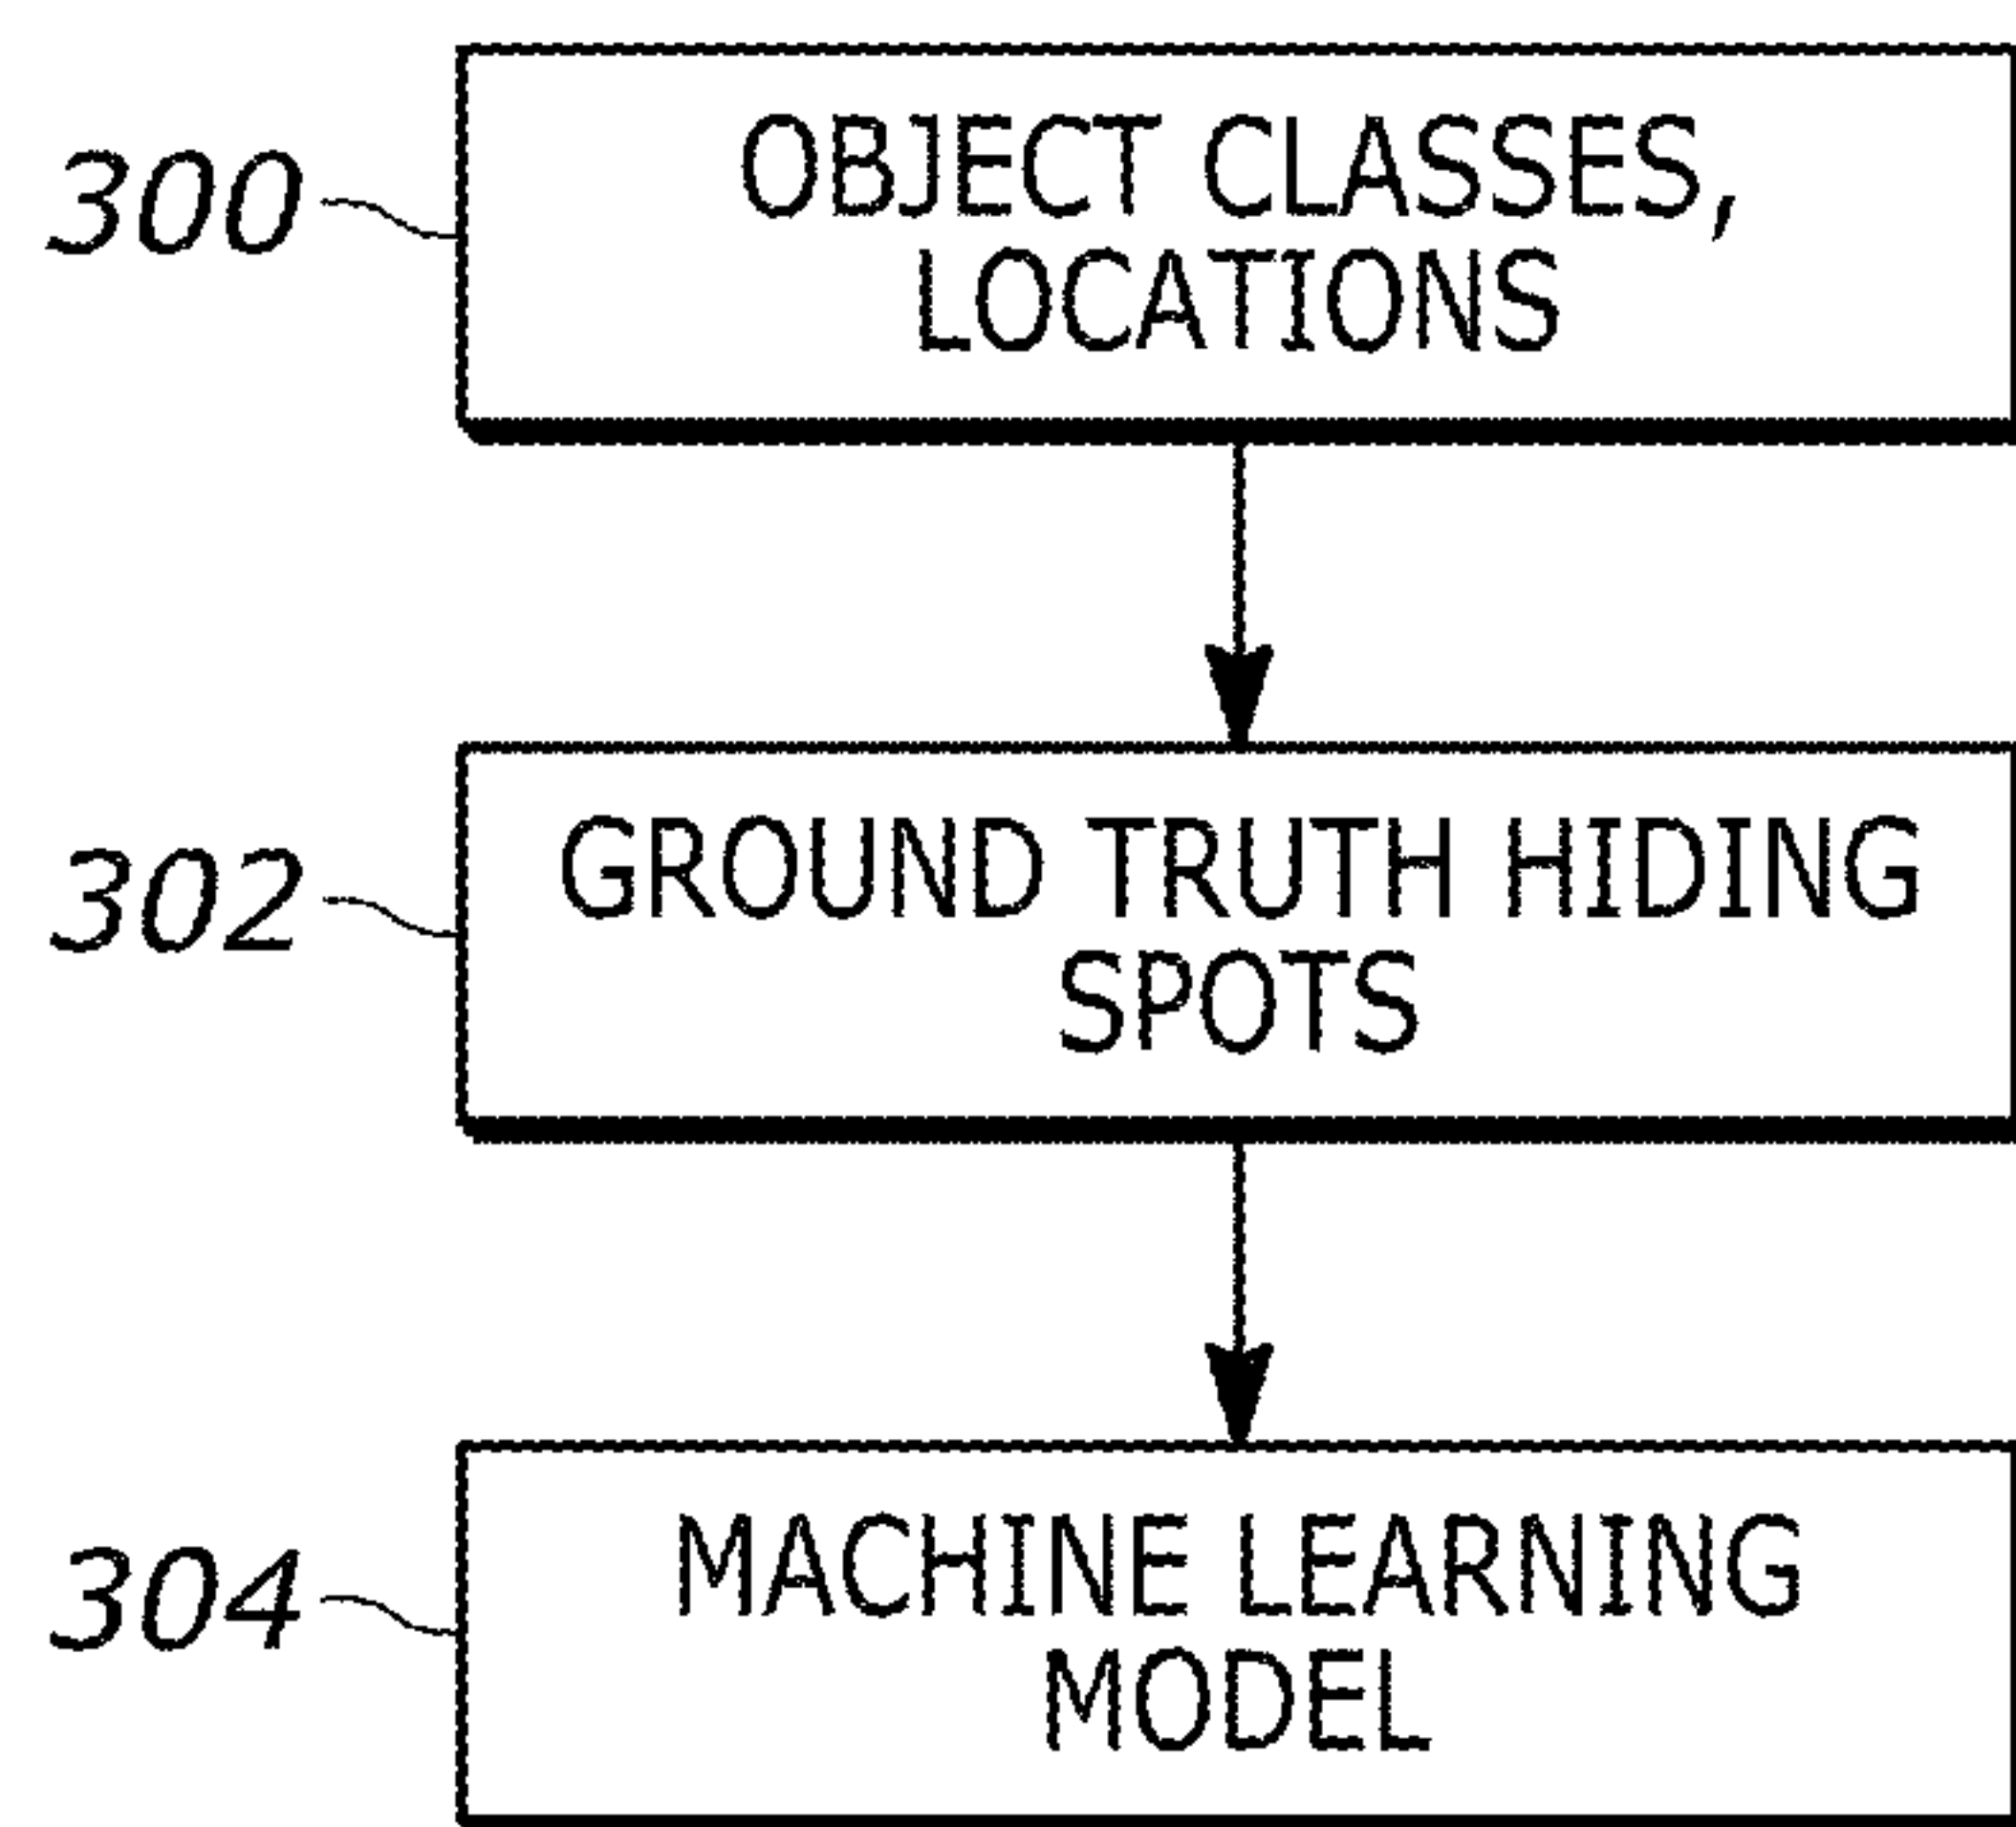 300
OBJECT CLASSES,
LOCATIONS
302
GROUND TRUTH HIDING
SPOTS
304
MACHINE LEARNING
MODEL